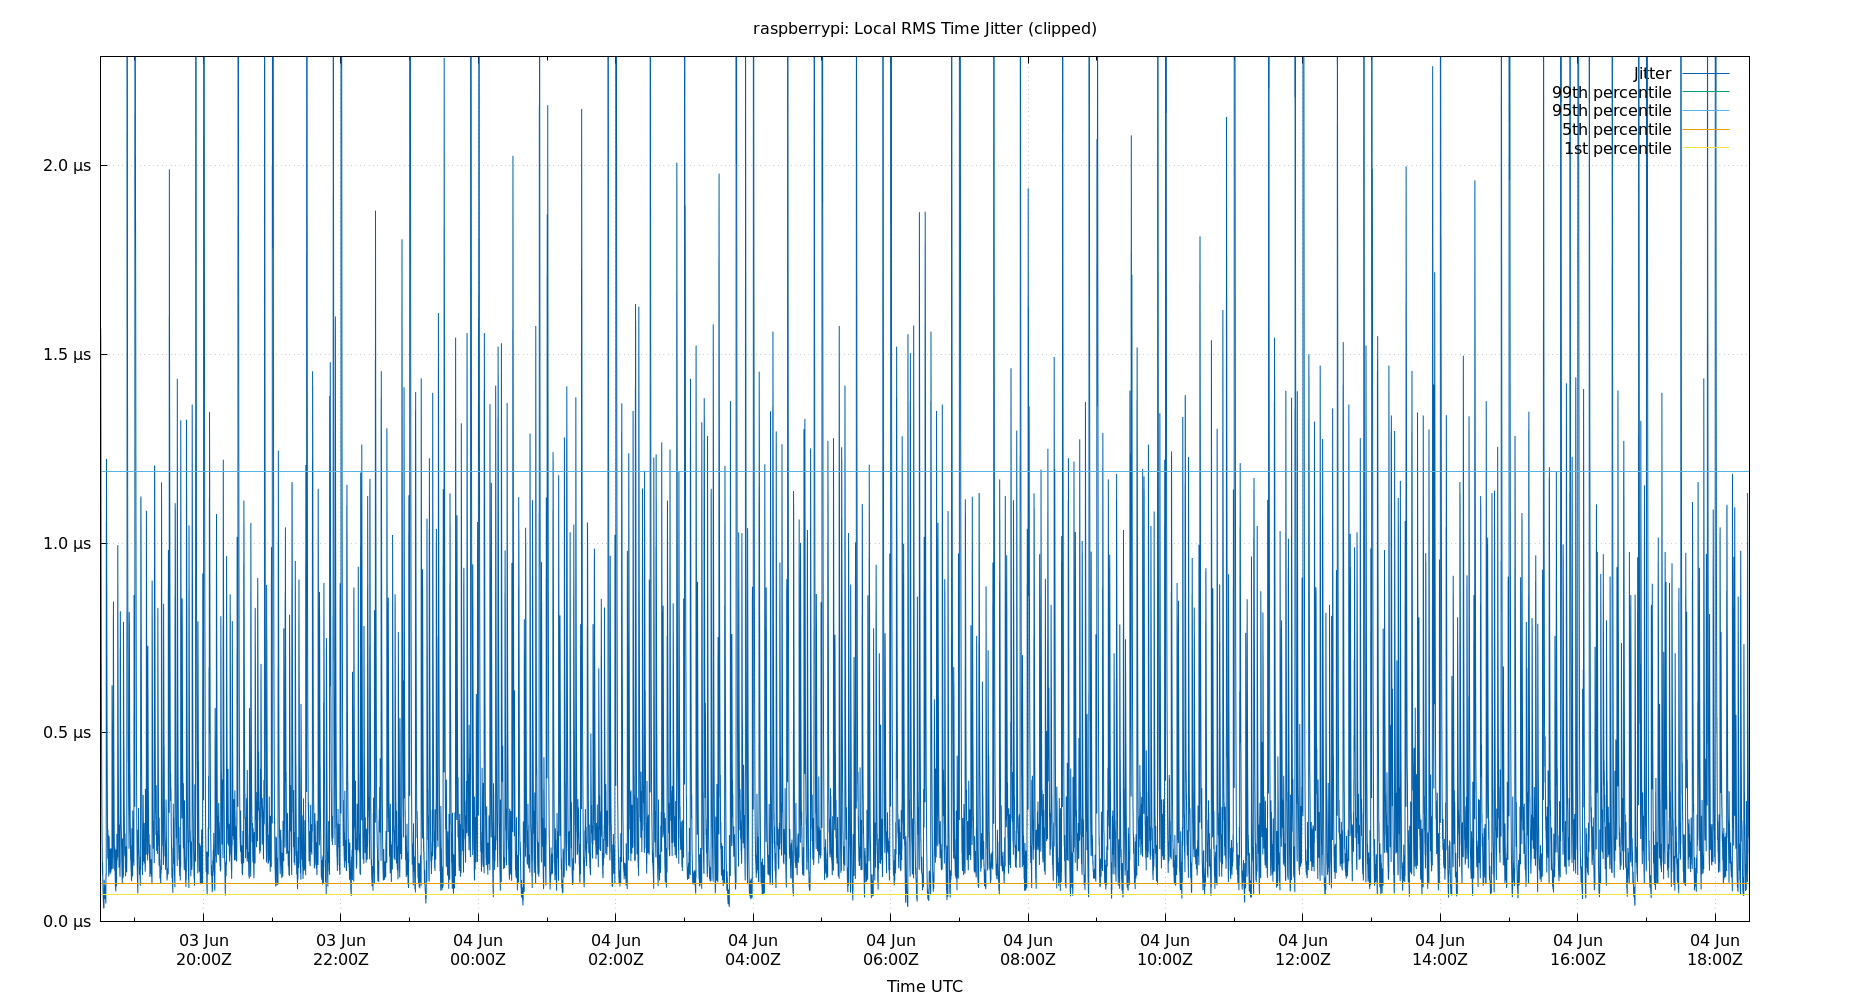 raspberrypi: Local RMS Time Jitter (clipped)
Jitter
99th percentile
95th percentile
5th percentile
1st percentile
2.0 µs
1.5 µs
1.0 µs
0.5 µs
0.0 µs
03 Jun 03 Jun 04 Jun 04 Jun 04 Jun 04 Jun 04 Jun 04 Jun 04 Jun 04 Jun 04 Jun 04 Jun
20:00Z 22:00Z 00:00Z 02:00Z 04:00Z 06:00Z 08:00Z 10:00Z 12:00Z 14:00Z 16:00Z 18:00Z
Time UTC